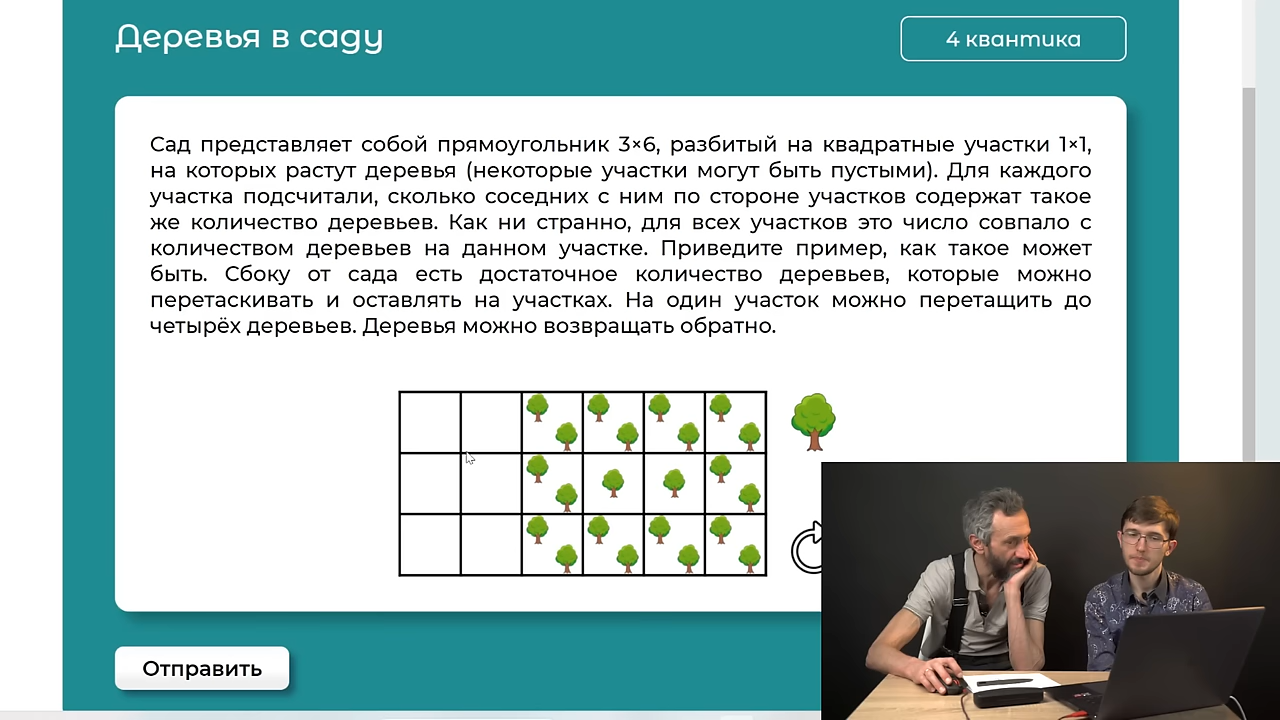 Деревья в саду
4 квантика
Сад представляет собой прямоугольник 3×6, разбитый на квадратные участки 1×1,
на которых растут деревья (некоторые участки могут быть пустыми). Для каждого
участка подсчитали, сколько соседних с ним по стороне участков содержат такое
же количество деревьев. Как ни странно, для всех участков это число совпало с
количеством деревьев на данном участке. Приведите пример, как такое может
быть. Сбоку от сада есть достаточное количество деревьев, которые можно
перетаскивать и оставлять на участках. На один участок можно перетащить до
четырёх деревьев. Деревья можно возвращать обратно.
Отправить